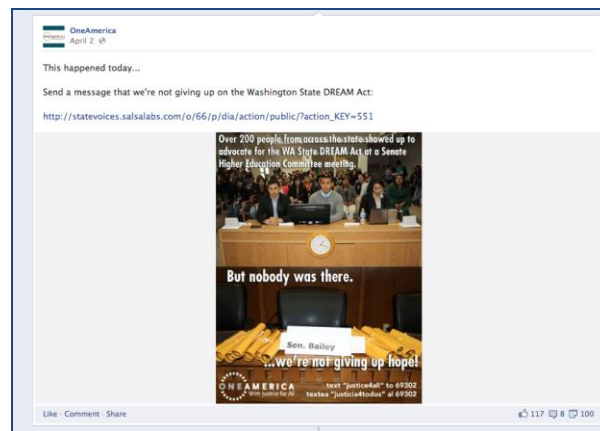 OneAmerica
April 2
This happened today...
Send a message that we're not giving up on the Washington State DREAM Act:
http://statevoices.salsalabs.com/o/66/p/dia/action/public/?action_KEY=551
Over 200 people from across the state showed up to
advocate for the WA State DREAM Act at a Senate
Higher Education Committee meeting.
But nobody was there.
Sen. Bailey
...we're not giving up hope!
ONEAMERICA
With Justice for All
text "justice4all" to 69302
textea "justicia4todos" al 69302
Like · Comment · Share
117 8 100